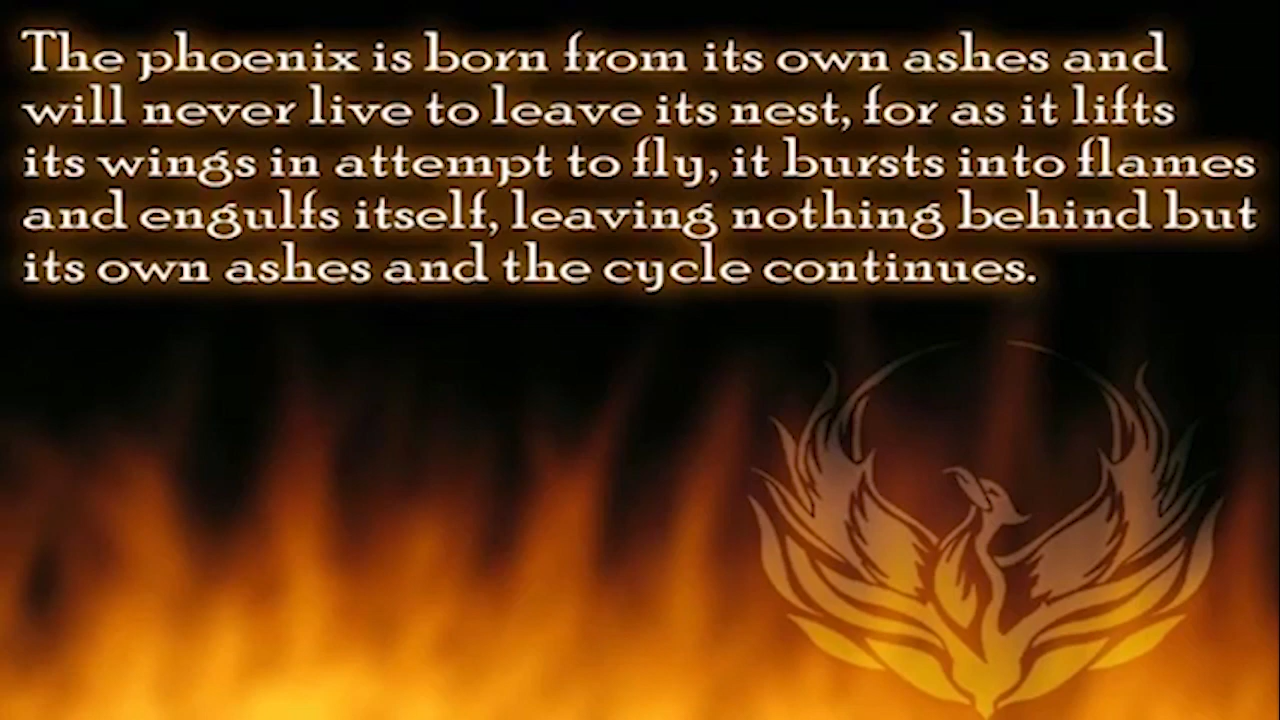 The phoenix is born from its own ashes and
will never live to leave its nest, for as it lifts
its wings in attempt to fly, it bursts into flames
and engulfs itself, leaving nothing behind but
its own ashes and the cycle continues.